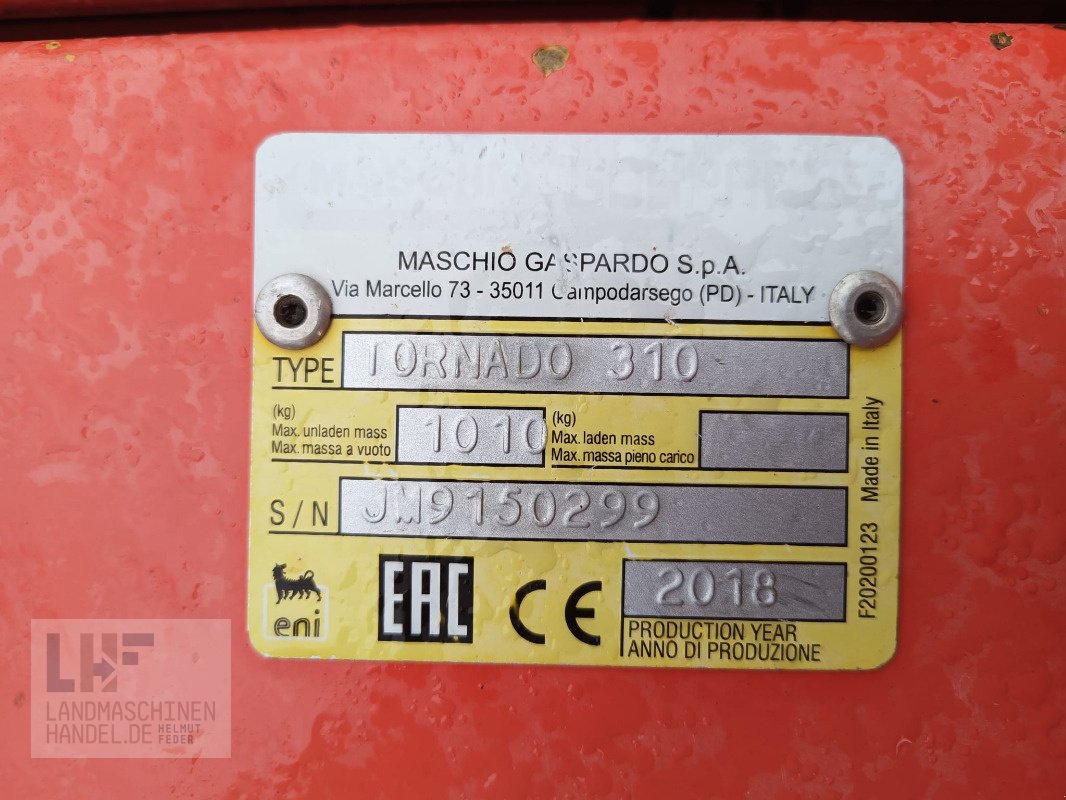 MASCHIO GASPARDO S.p.A.
Via Marcello 73 - 35011 Campodarsego (PD) - ITALY
TYPE TORNADO 310
(kg)
Max. unladen mass
Max. massa a vuoto
1010
(kg)
Max. laden mass
Max. massa pieno carico
S/N JM9150299
eni
EAC
CE
2018
PRODUCTION YEAR
ANNO DI PRODUZIONE
F20200123 Made in Italy
LHF
LANDMASCHINEN
HANDEL.DE
HELMUT
FEDER